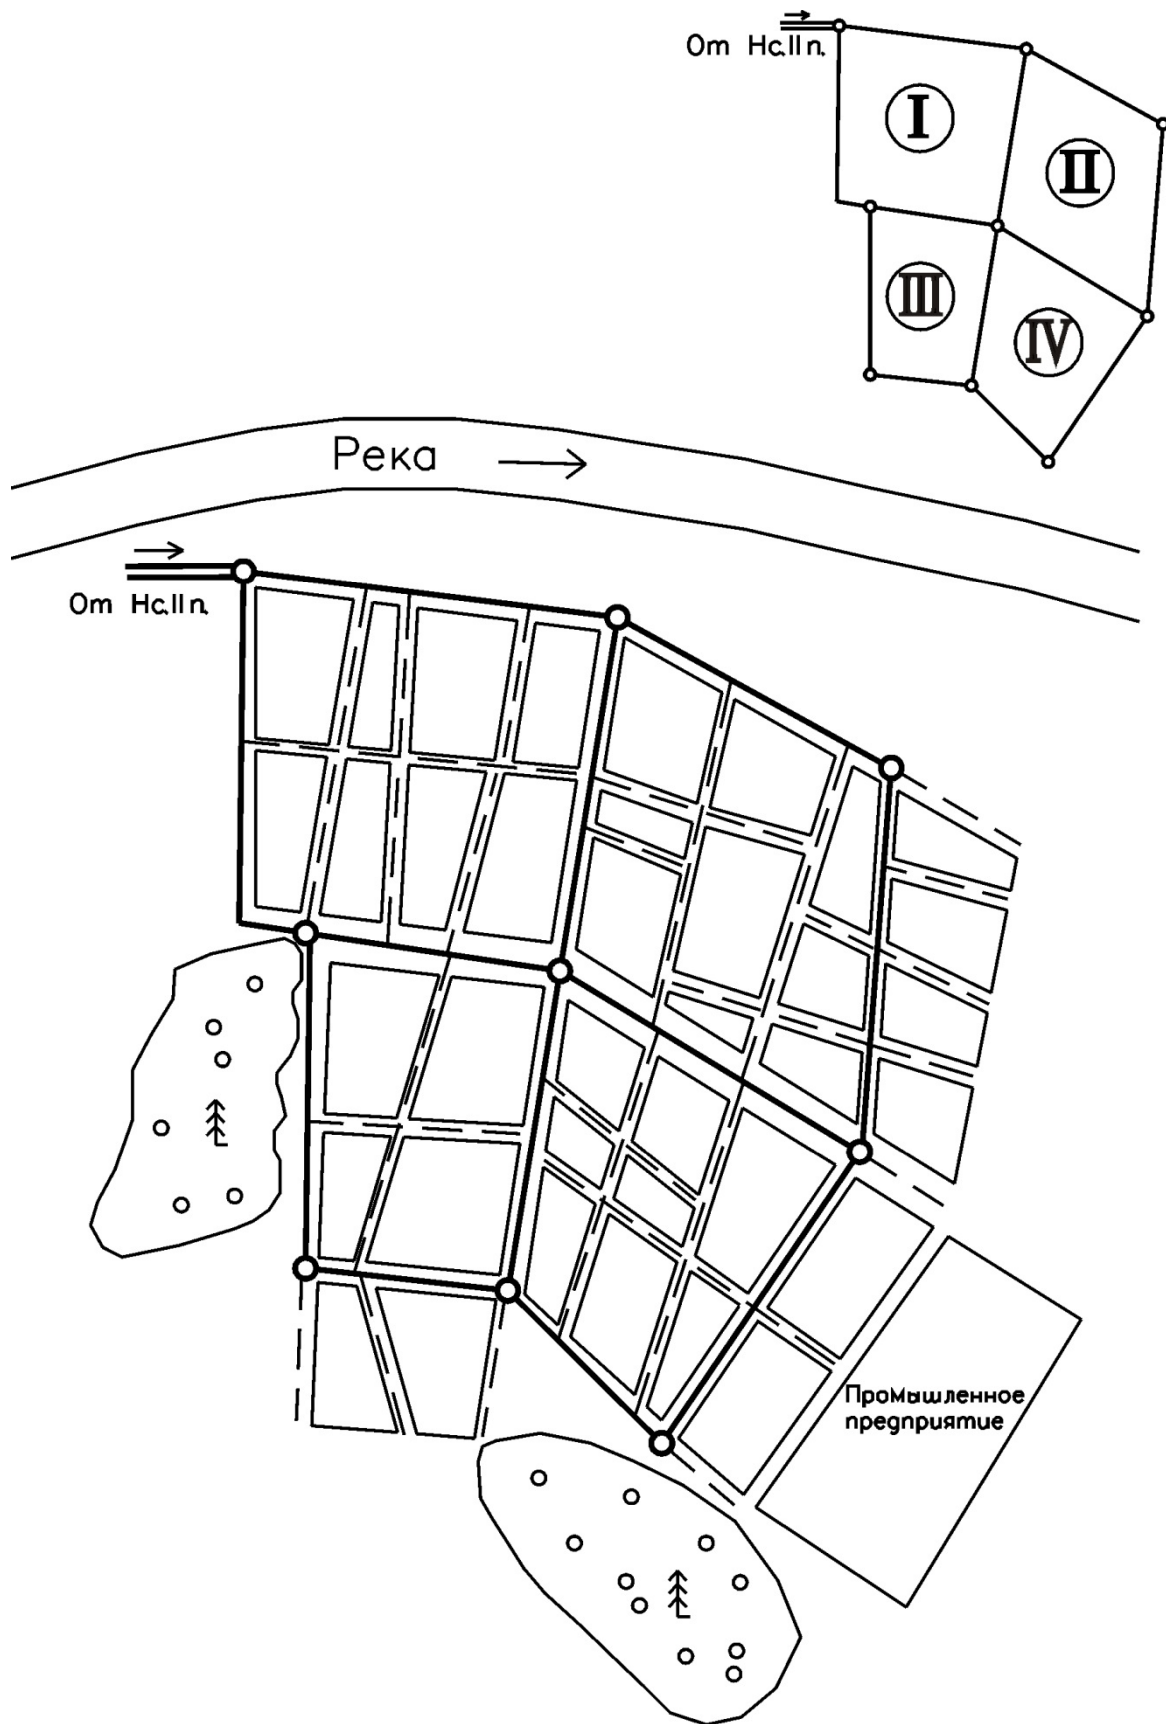 От Нс.II п.
I
II
III
IV
Река
От Нс.II п.
Промышленное
предприятие